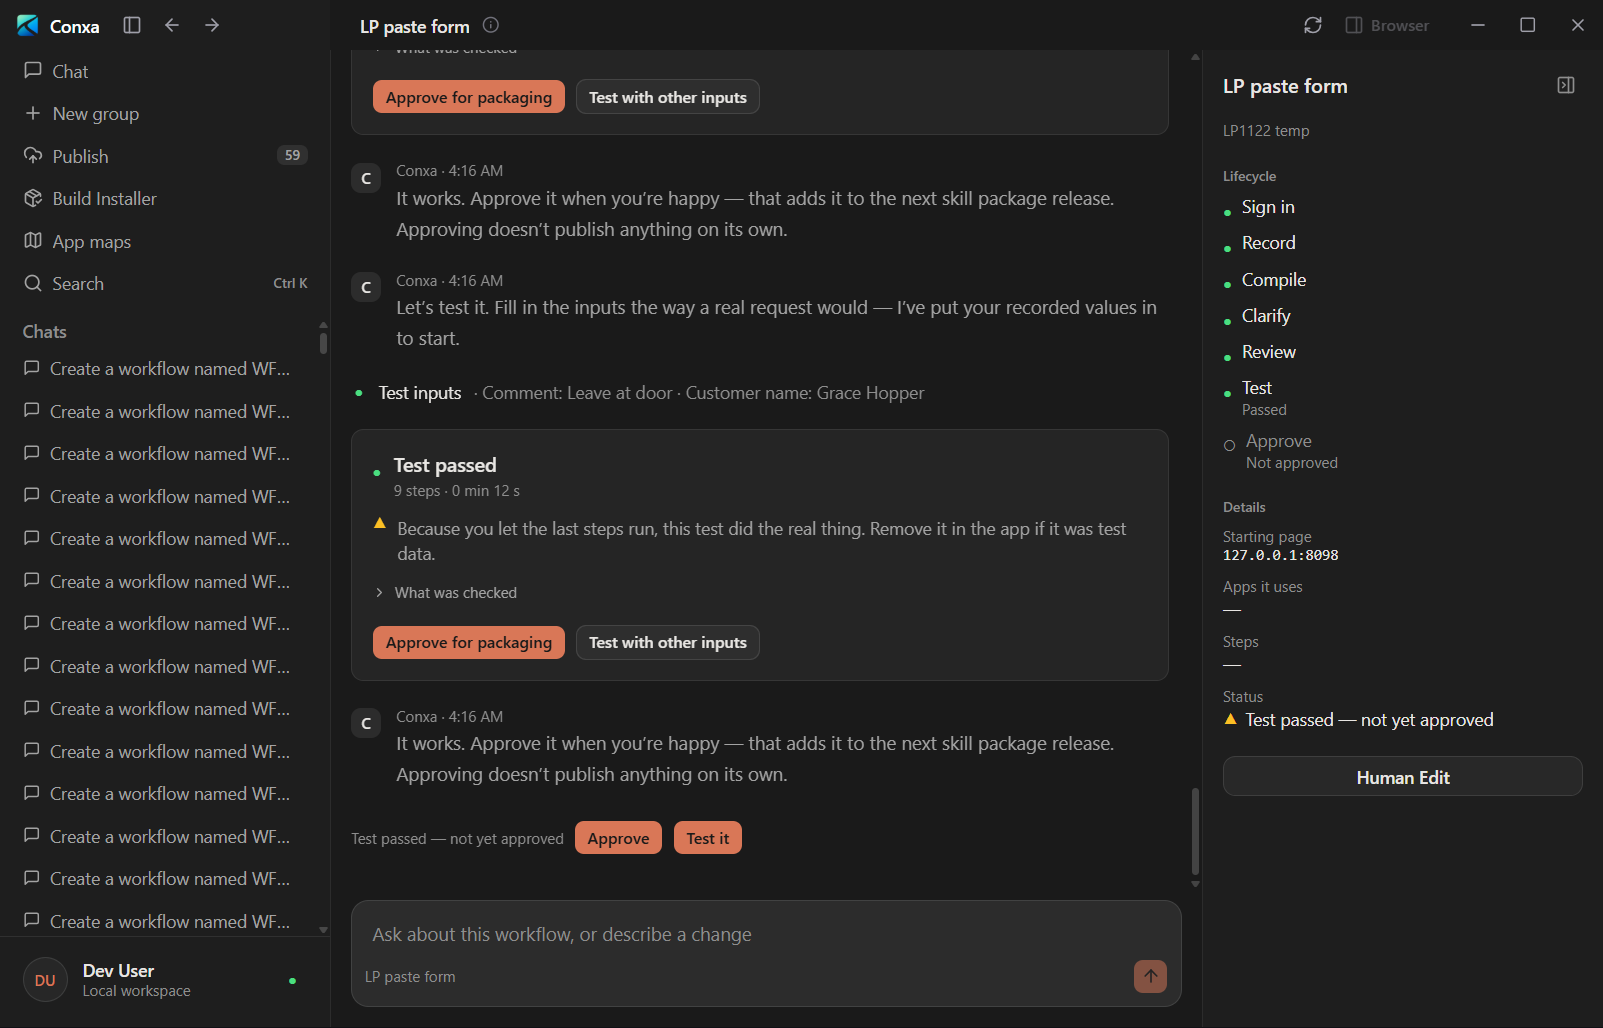 Conxa
LP paste form
Browser
Chat
New group
Publish 59
Build Installer
App maps
Search Ctrl K
Chats
Create a workflow named WF...
Create a workflow named WF...
Create a workflow named WF...
Create a workflow named WF...
Create a workflow named WF...
Create a workflow named WF...
Create a workflow named WF...
Create a workflow named WF...
Create a workflow named WF...
Create a workflow named WF...
Create a workflow named WF...
Create a workflow named WF...
Create a workflow named WF...
Create a workflow named WF...
DU
Dev User
Local workspace
What was checked
Approve for packaging
Test with other inputs
C
Conxa · 4:16 AM
It works. Approve it when you’re happy — that adds it to the next skill package release.
Approving doesn’t publish anything on its own.
C
Conxa · 4:16 AM
Let’s test it. Fill in the inputs the way a real request would — I’ve put your recorded values in
to start.
Test inputs · Comment: Leave at door · Customer name: Grace Hopper
Test passed
9 steps · 0 min 12 s
Because you let the last steps run, this test did the real thing. Remove it in the app if it was test
data.
What was checked
Approve for packaging
Test with other inputs
C
Conxa · 4:16 AM
It works. Approve it when you’re happy — that adds it to the next skill package release.
Approving doesn’t publish anything on its own.
Test passed — not yet approved
Approve
Test it
Ask about this workflow, or describe a change
LP paste form
LP paste form
LP1122 temp
Lifecycle
Sign in
Record
Compile
Clarify
Review
Test
Passed
Approve
Not approved
Details
Starting page
127.0.0.1:8098
Apps it uses
—
Steps
—
Status
Test passed — not yet approved
Human Edit